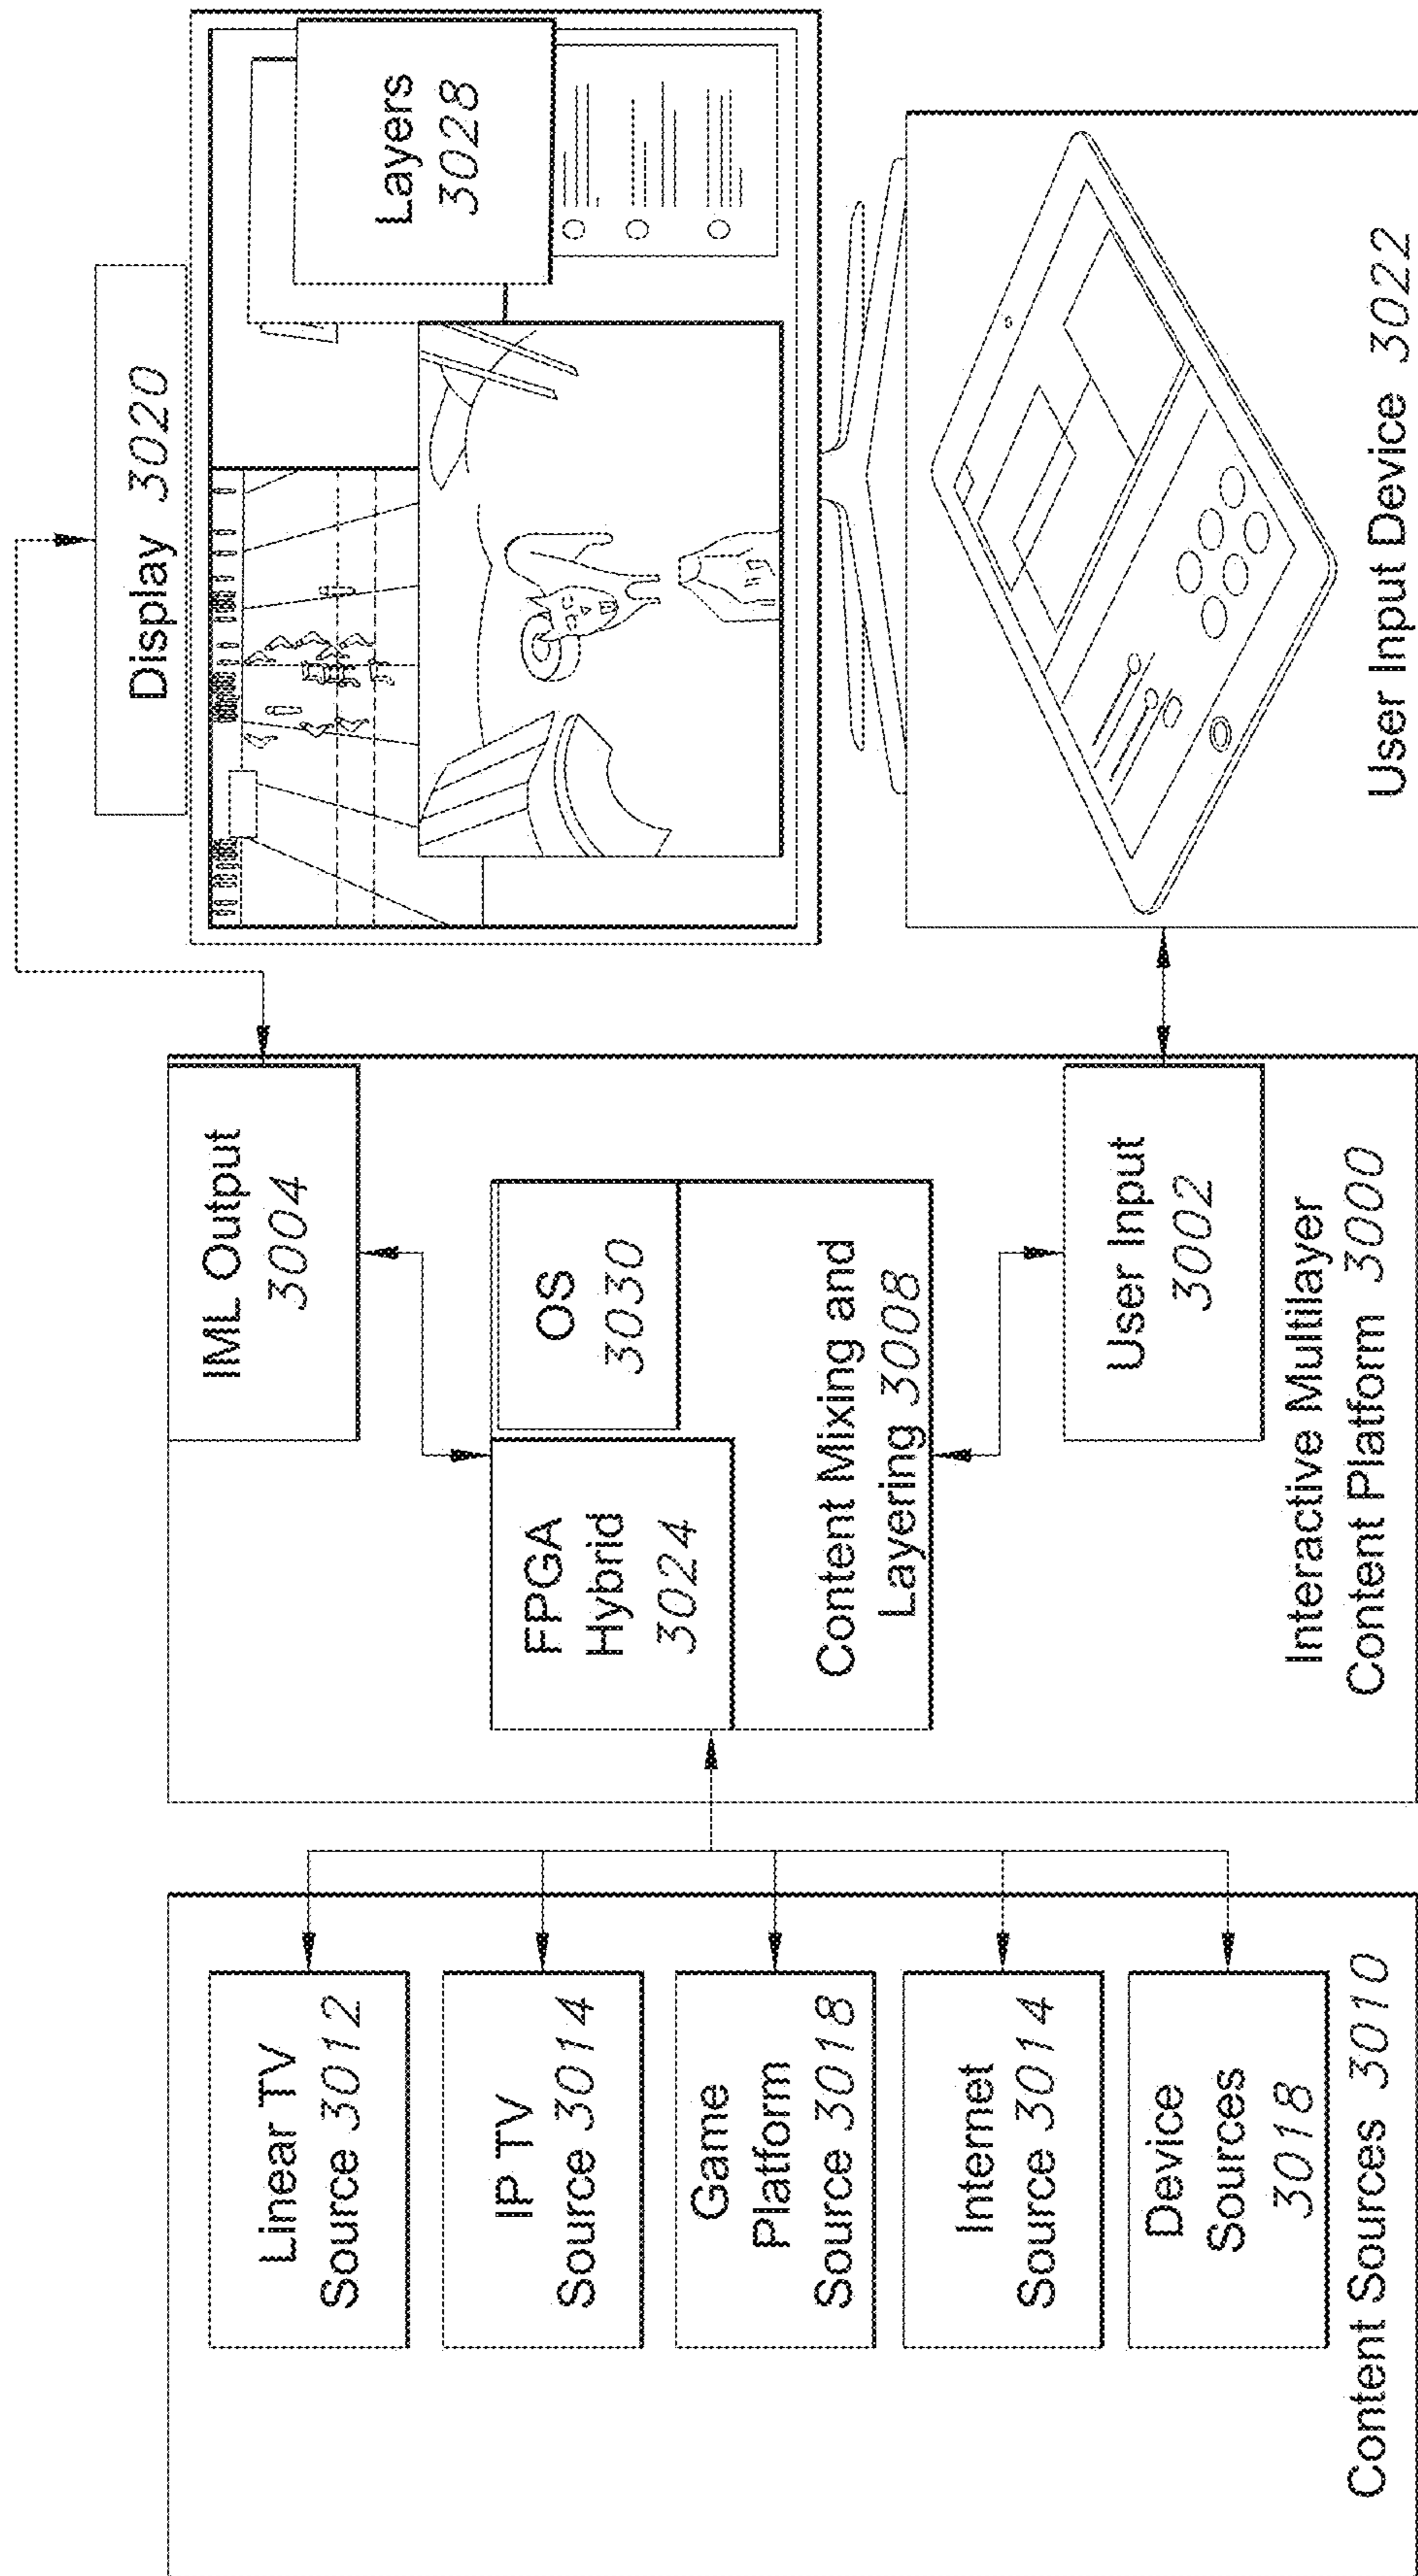 Linear TV
Source 3012
IP TV
Source 3014
Game
Platform
Source 3018
Internet
Source 3014
Device
Sources
3018
Content Sources 3010
IML Output
3004
FPGA
Hybrid
3024
OS
3030
Content Mixing and
Layering 3008
User Input
3002
Interactive Multilayer
Content Platform 3000
Display 3020
Layers
3028
User Input Device 3022